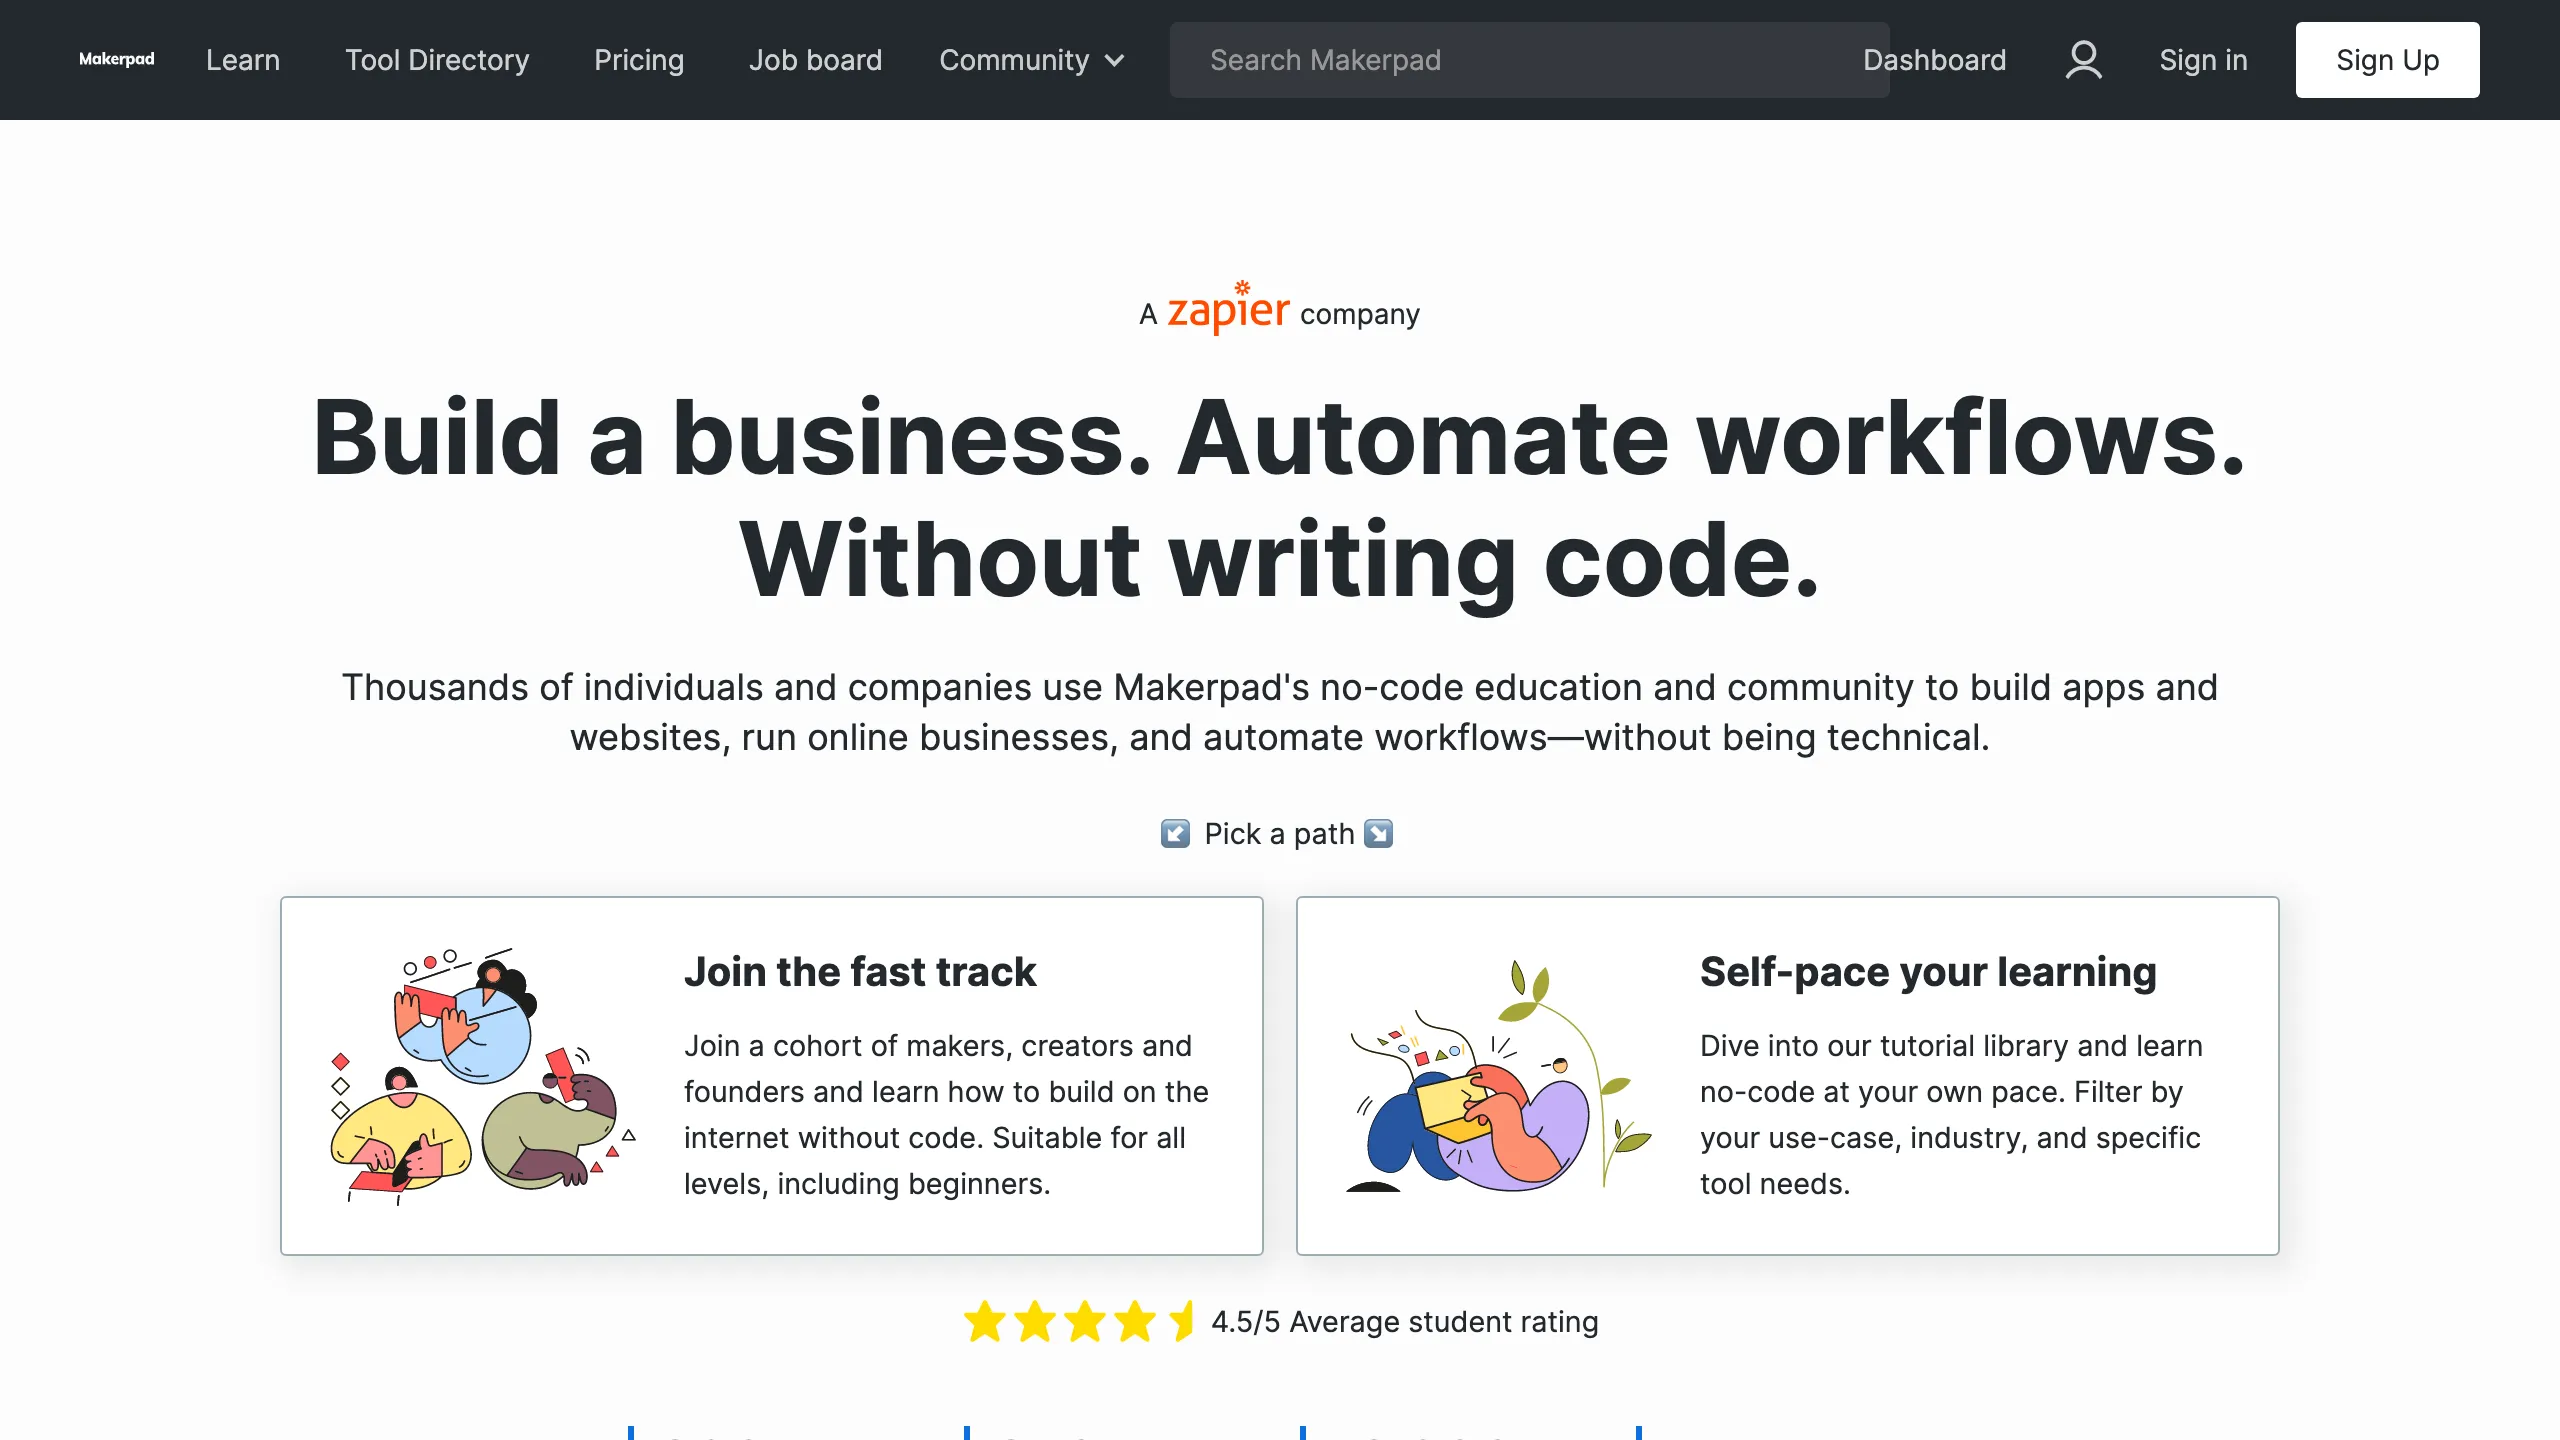 Makerpad
Learn
Tool Directory
Pricing
Job board
Community
Search Makerpad
Dashboard
Sign in
Sign Up
A zapier company
Build a business. Automate workflows.
Without writing code.
Thousands of individuals and companies use Makerpad's no-code education and community to build apps and
websites, run online businesses, and automate workflows—without being technical.
Pick a path
Join the fast track
Join a cohort of makers, creators and
founders and learn how to build on the
internet without code. Suitable for all
levels, including beginners.
Self-pace your learning
Dive into our tutorial library and learn
no-code at your own pace. Filter by
your use-case, industry, and specific
tool needs.
4.5/5 Average student rating